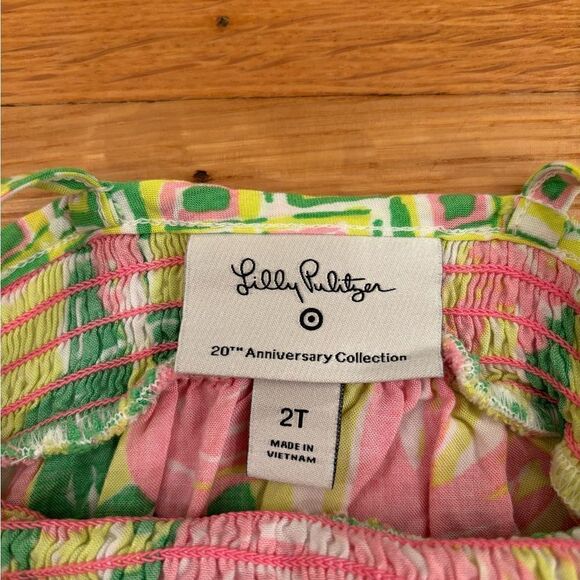 Lilly Pulitzer
20TH Anniversary Collection
2T
MADE IN
VIETNAM